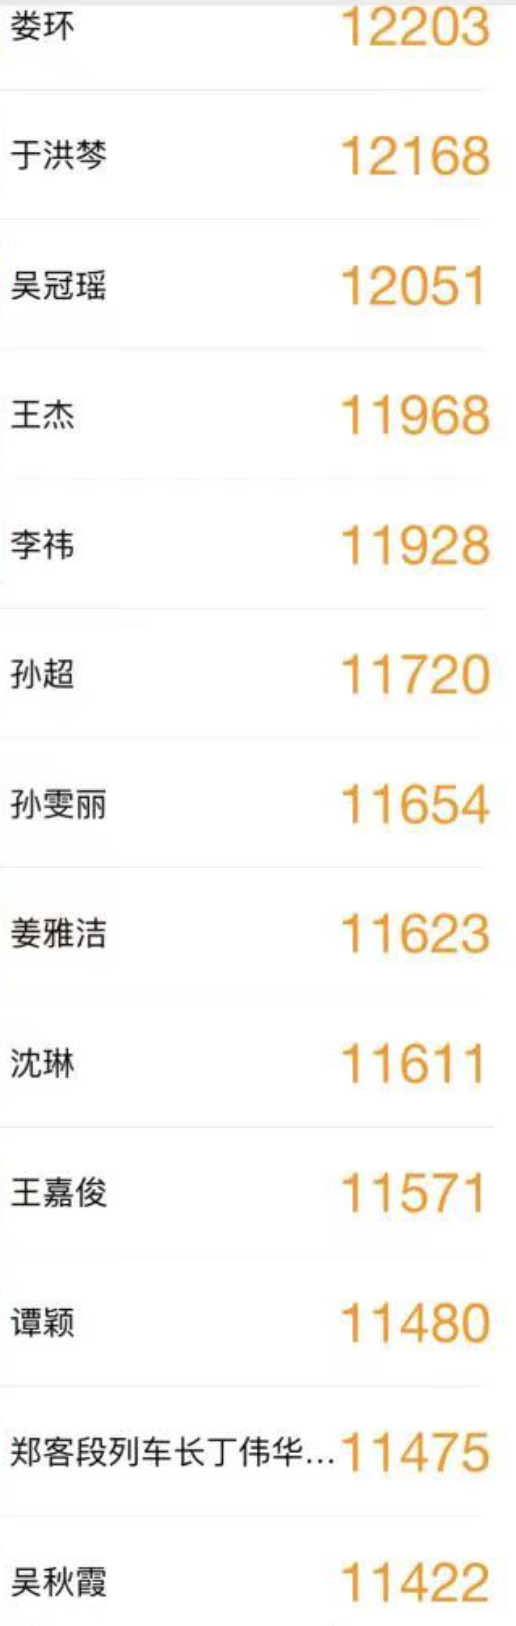 娄环 12203
于洪棽 12168
吴冠瑶 12051
王杰 11968
李祎 11928
孙超 11720
孙雯丽 11654
姜雅洁 11623
沈琳 11611
王嘉俊 11571
谭颖 11480
郑客段列车长丁伟华... 11475
吴秋霞 11422